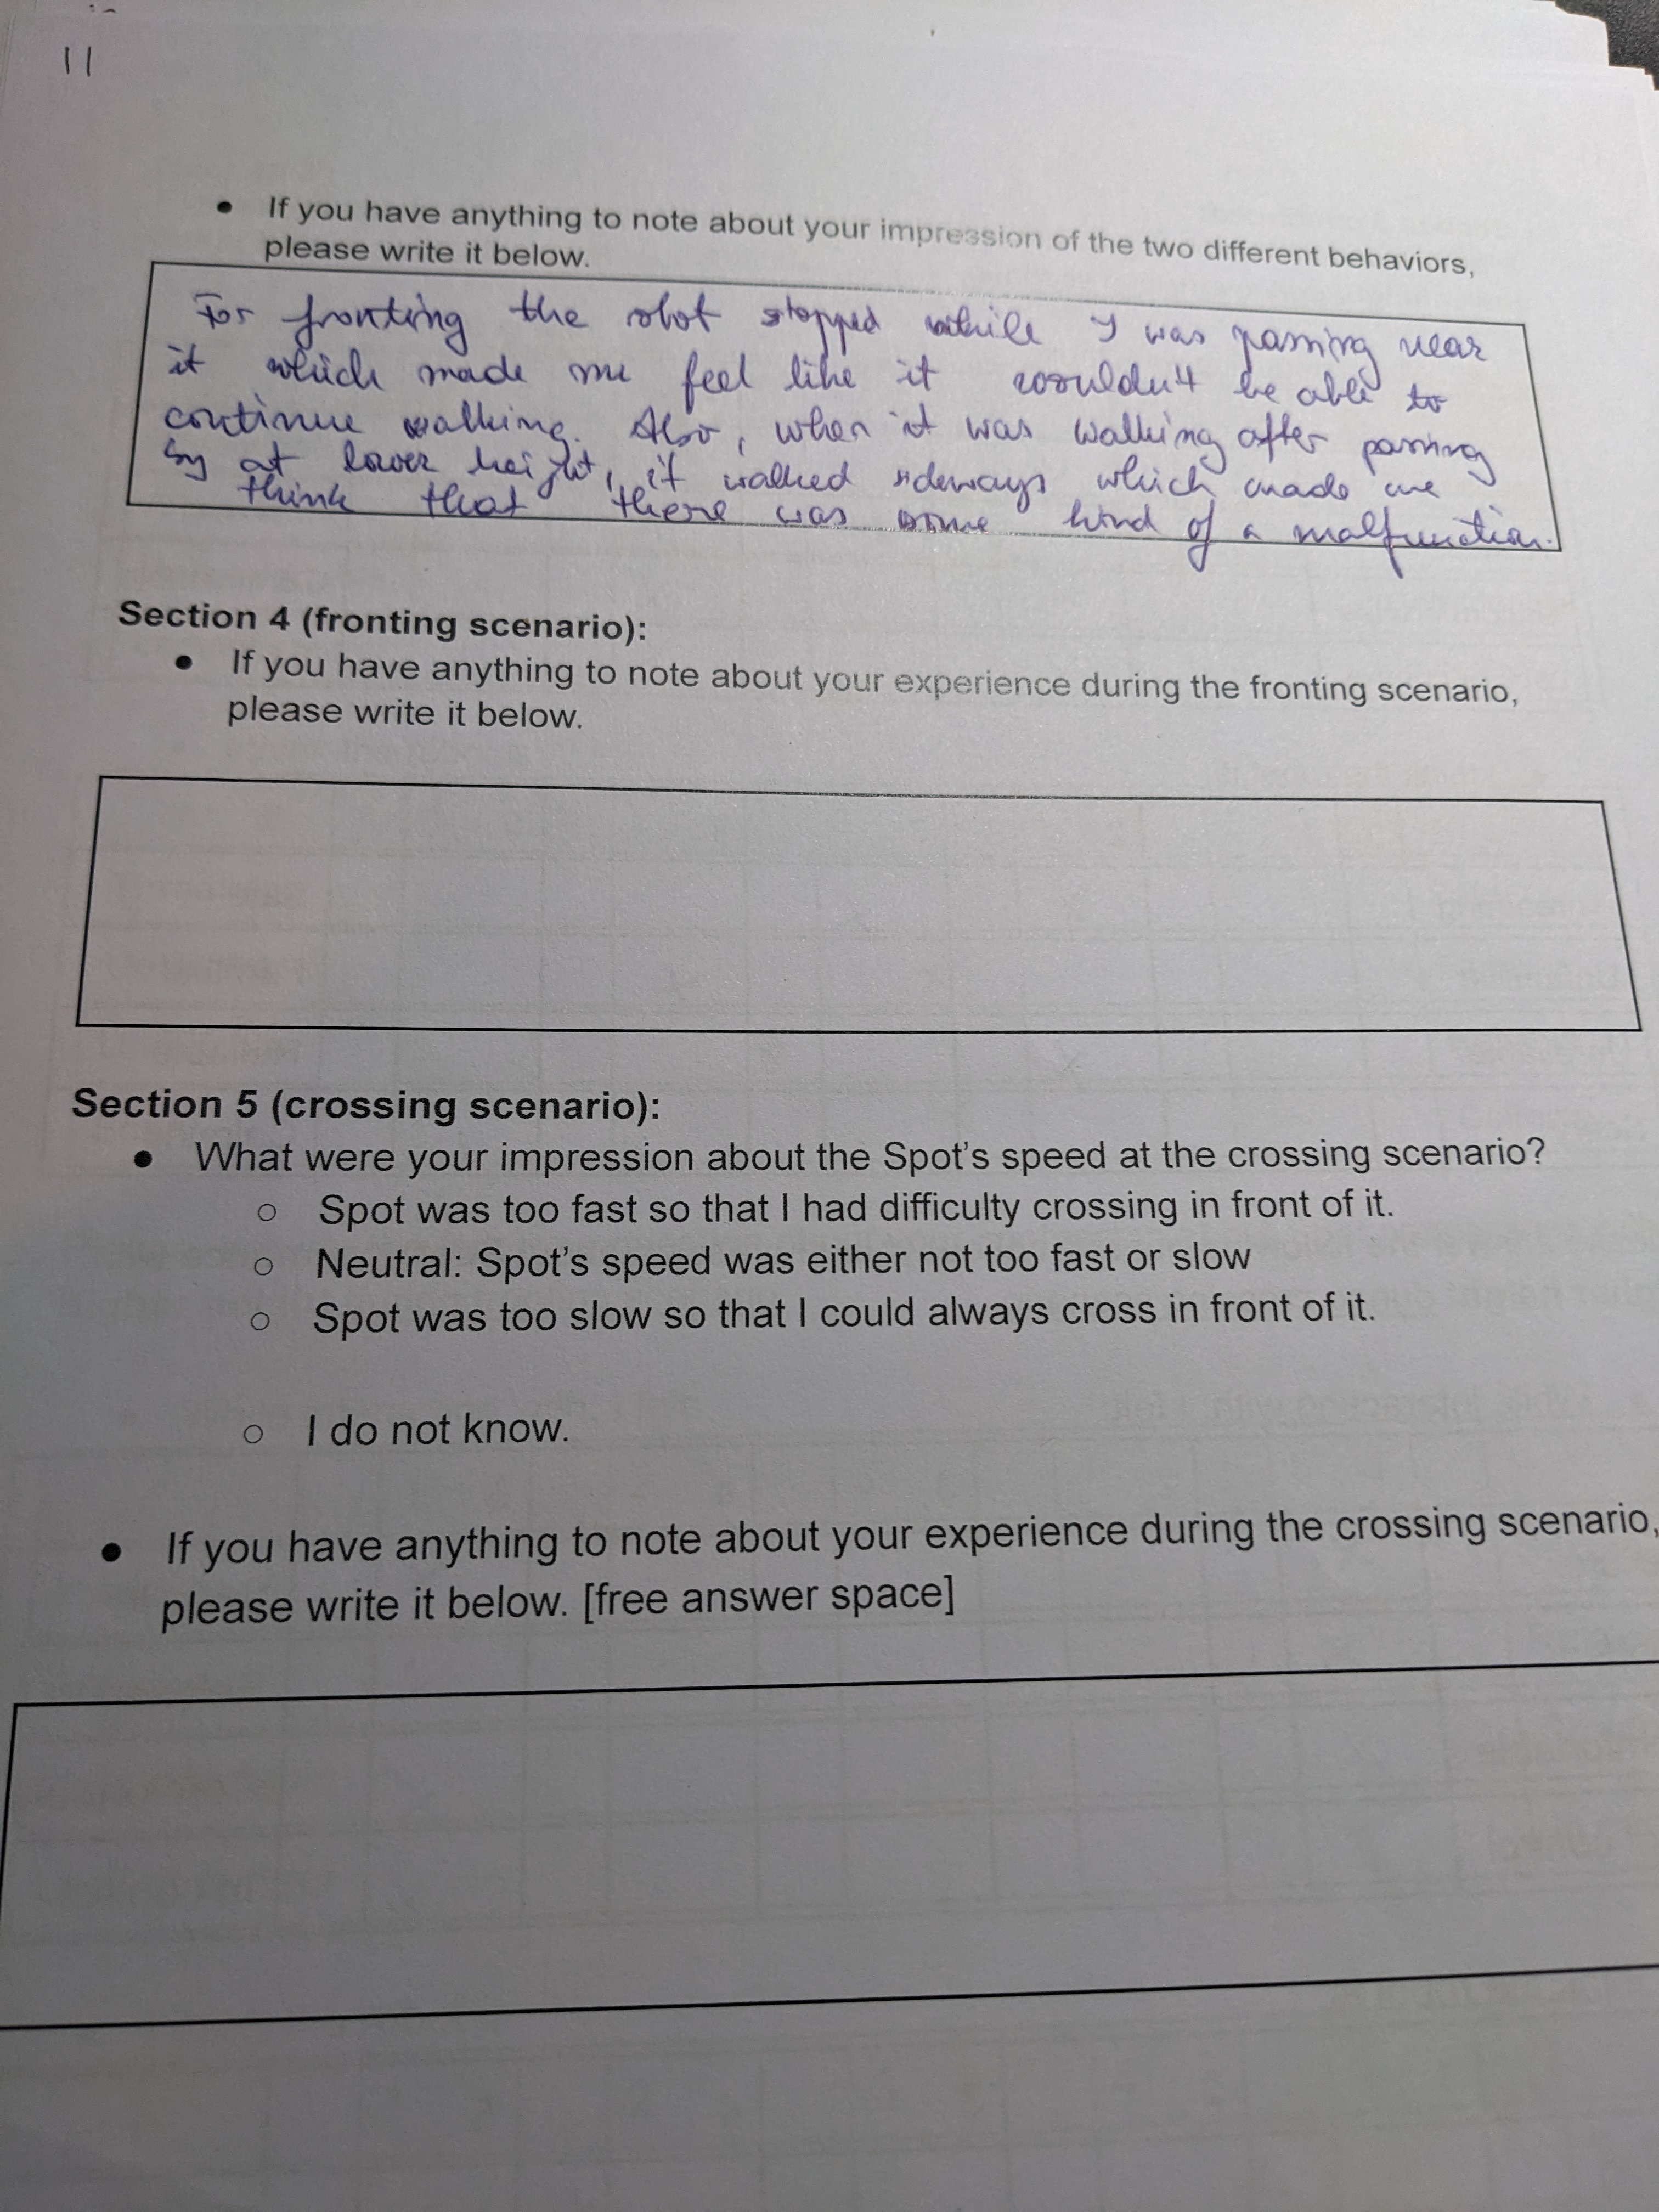 11
• If you have anything to note about your impression of the two different behaviors,
please write it below.
For fronting the robot stopped while I was passing near
it which made me feel like it wouldn't be able to
continue walking. Also, when it was walking after passing
by at lower height, it walked sideways which made me
think that there was some kind of a malfunction.
Section 4 (fronting scenario):
• If you have anything to note about your experience during the fronting scenario,
please write it below.
Section 5 (crossing scenario):
• What were your impression about the Spot's speed at the crossing scenario?
○ Spot was too fast so that I had difficulty crossing in front of it.
○ Neutral: Spot's speed was either not too fast or slow
○ Spot was too slow so that I could always cross in front of it.
○ I do not know.
• If you have anything to note about your experience during the crossing scenario,
please write it below. [free answer space]